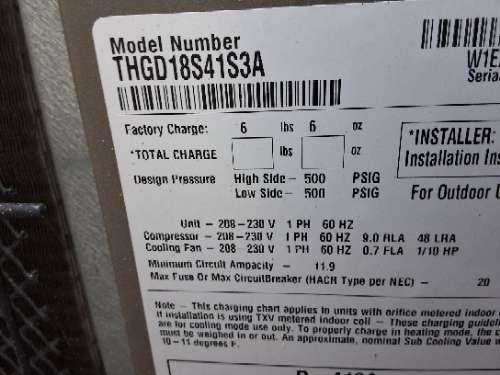 Model Number
THGD18S41S3A
W1E
Serial
Factory Charge: 6 lbs 6 oz
*TOTAL CHARGE lbs oz
Design Pressure High Side - 500 PSIG
Low Side - 500 PSIG
*INSTALLER:
Installation Ins
For Outdoor
Unit - 208-230 V 1 PH 60 HZ
Compressor - 208-230 V 1 PH 60 HZ 9.0 RLA 48 LRA
Cooling Fan - 208-230 V 1 PH 60 HZ 0.7 FLA 1/10 HP
Minimum Circuit Ampacity - 11.9
Max Fuse Or Max CircuitBreaker (HACR Type per NEC) - 20
Note - This charging chart applies to units with orifice metered indoor
If installation is using TXV metered indoor coil - These charging guideline
are for cooling mode use only. To properly charge in heating mode, the c
must be weighed in or out. An approximate, nominal Sub Cooling Value w
10 - 11 degrees F.